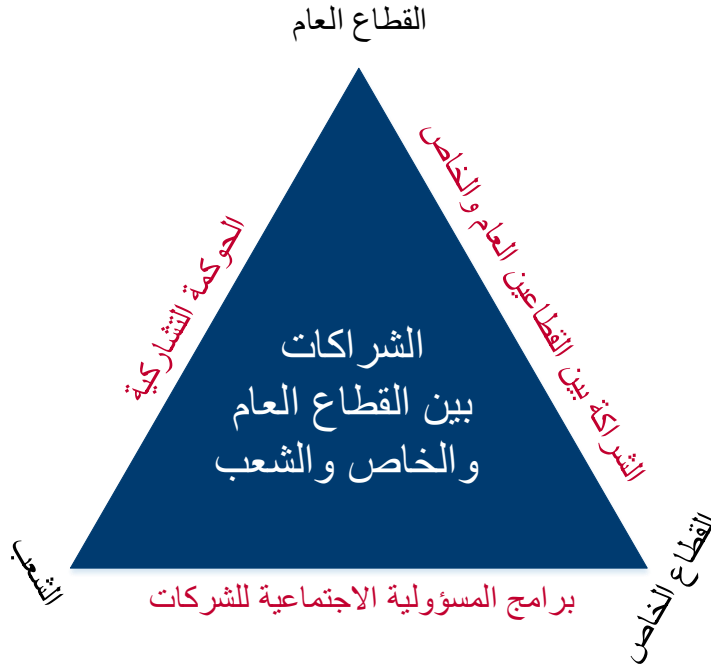 القطاع العام
الشراكة بين القطاعين العام والخاص
الحوكمة التشاركية
الشراكات
بين القطاع العام
والخاص والشعب
القطاع الخاص
الشعب
برامج المسؤولية الاجتماعية للشركات